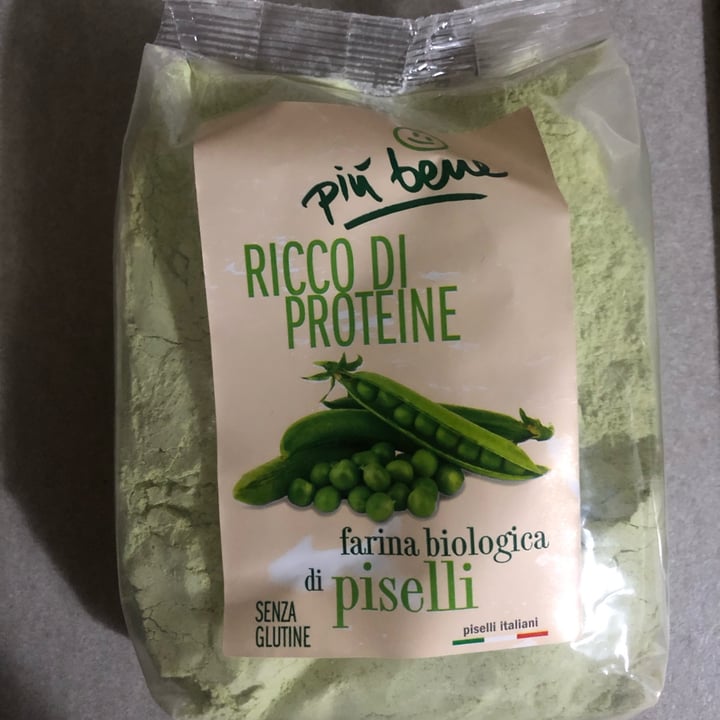 più bene
RICCO DI
PROTEINE
farina biologica
di piselli
SENZA
GLUTINE
piselli italiani